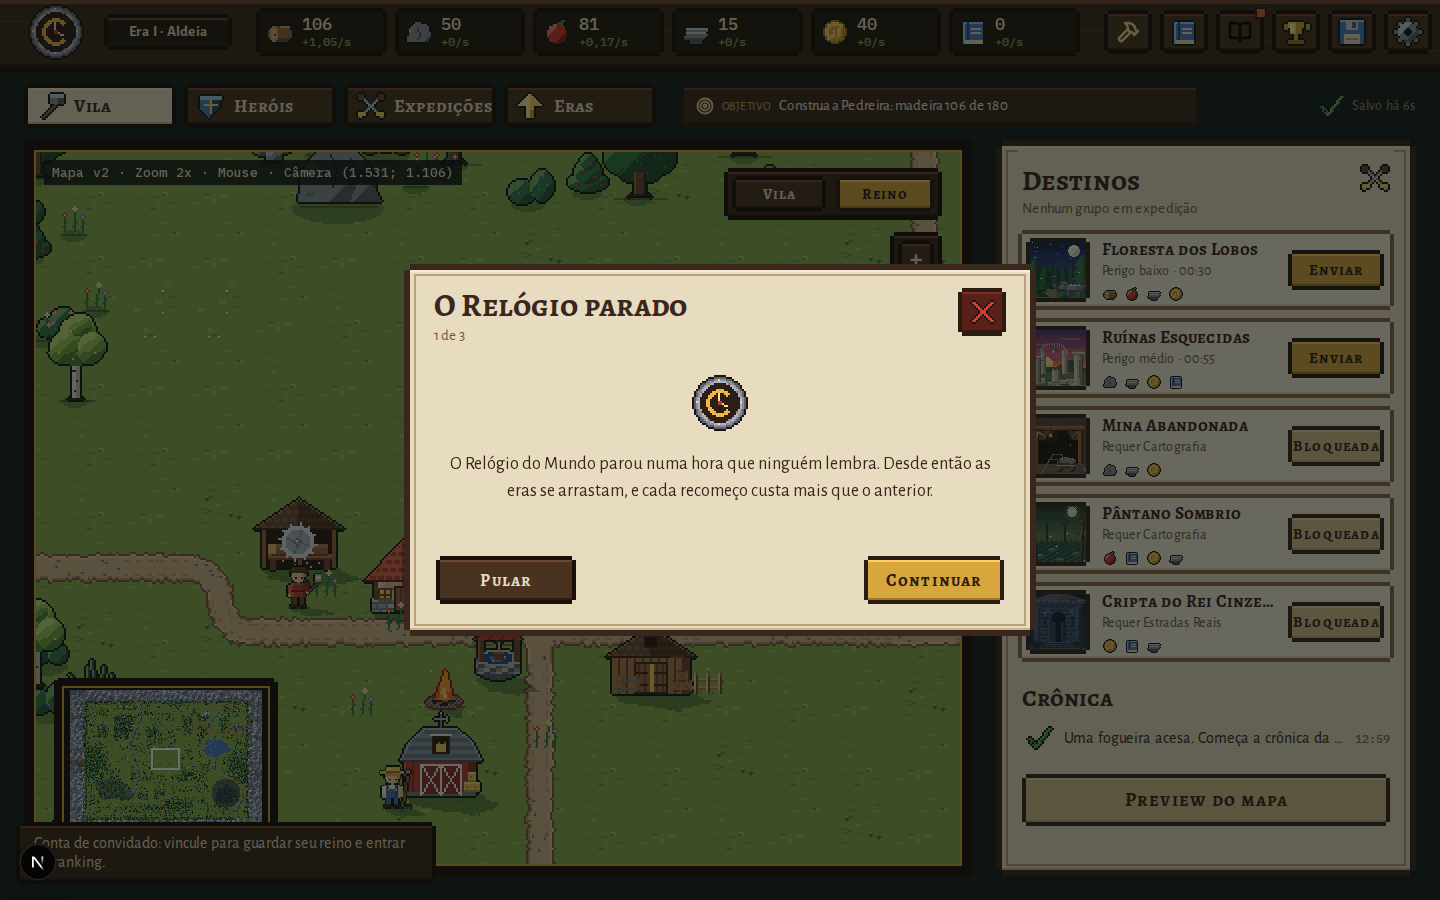 Era I · Aldeia
106
+1,05/s
50
+0/s
81
+0,17/s
15
+0/s
40
+0/s
0
+0/s
Vila
Heróis
Expedições
Eras
OBJETIVO Construa a Pedreira: madeira 106 de 180
Salvo há 6s
Mapa v2 · Zoom 2x · Mouse · Câmera (1.531; 1.106)
Vila
Reino
+
O Relógio parado
1 de 3
O Relógio do Mundo parou numa hora que ninguém lembra. Desde então as
eras se arrastam, e cada recomeço custa mais que o anterior.
Pular
Continuar
Destinos
Nenhum grupo em expedição
Floresta dos Lobos
Perigo baixo · 00:30
Enviar
Ruínas Esquecidas
Perigo médio · 00:55
Enviar
Mina Abandonada
Requer Cartografia
Bloqueada
Pântano Sombrio
Requer Cartografia
Bloqueada
Cripta do Rei Cinze...
Requer Estradas Reais
Bloqueada
Crônica
Uma fogueira acesa. Começa a crônica da ... 12:59
Preview do mapa
Conta de convidado: vincule para guardar seu reino e entrar
ranking.
N